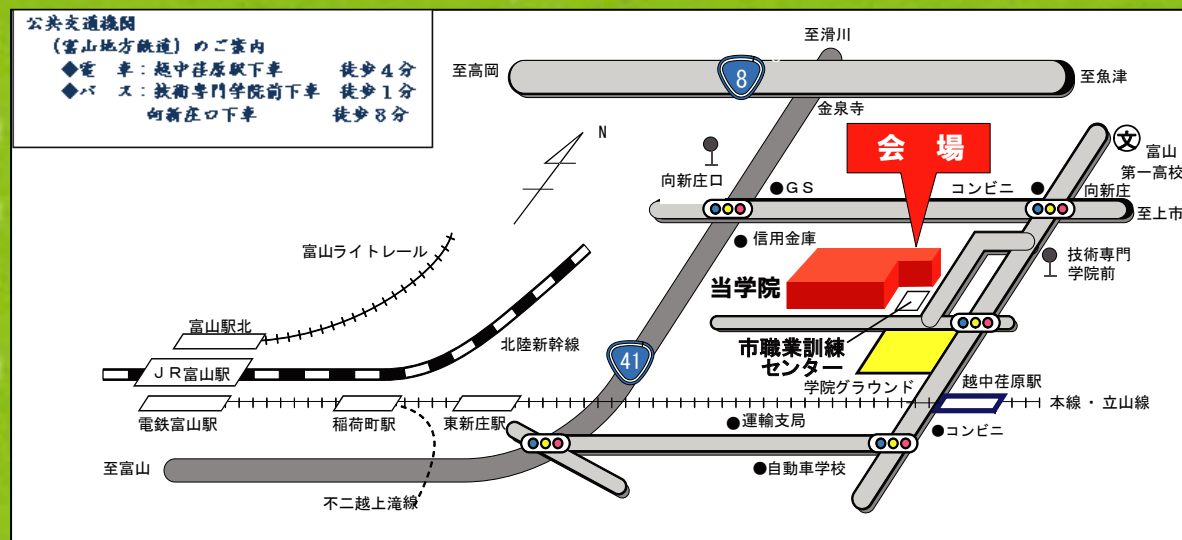 公共交通機関
(富山地方鉄道)のご案内
◆電 車:越中荏原駅下車 徒歩4分
◆バ ス:技術専門学院前下車 徒歩1分
向新庄口下車 徒歩8分
至滑川
至高岡
8
至魚津
金泉寺
N
会 場
文
富山
第一高校
向新庄口
●GS
コンビニ
向新庄
至上市
信用金庫
富山ライトレール
技術専門
学院前
当学院
富山駅北
北陸新幹線
41
市職業訓練
センター
JR富山駅
学院グラウンド
越中荏原駅
電鉄富山駅
稲荷町駅
東新庄駅
本線・立山線
●運輸支局
●コンビニ
至富山
●自動車学校
不二越上滝線